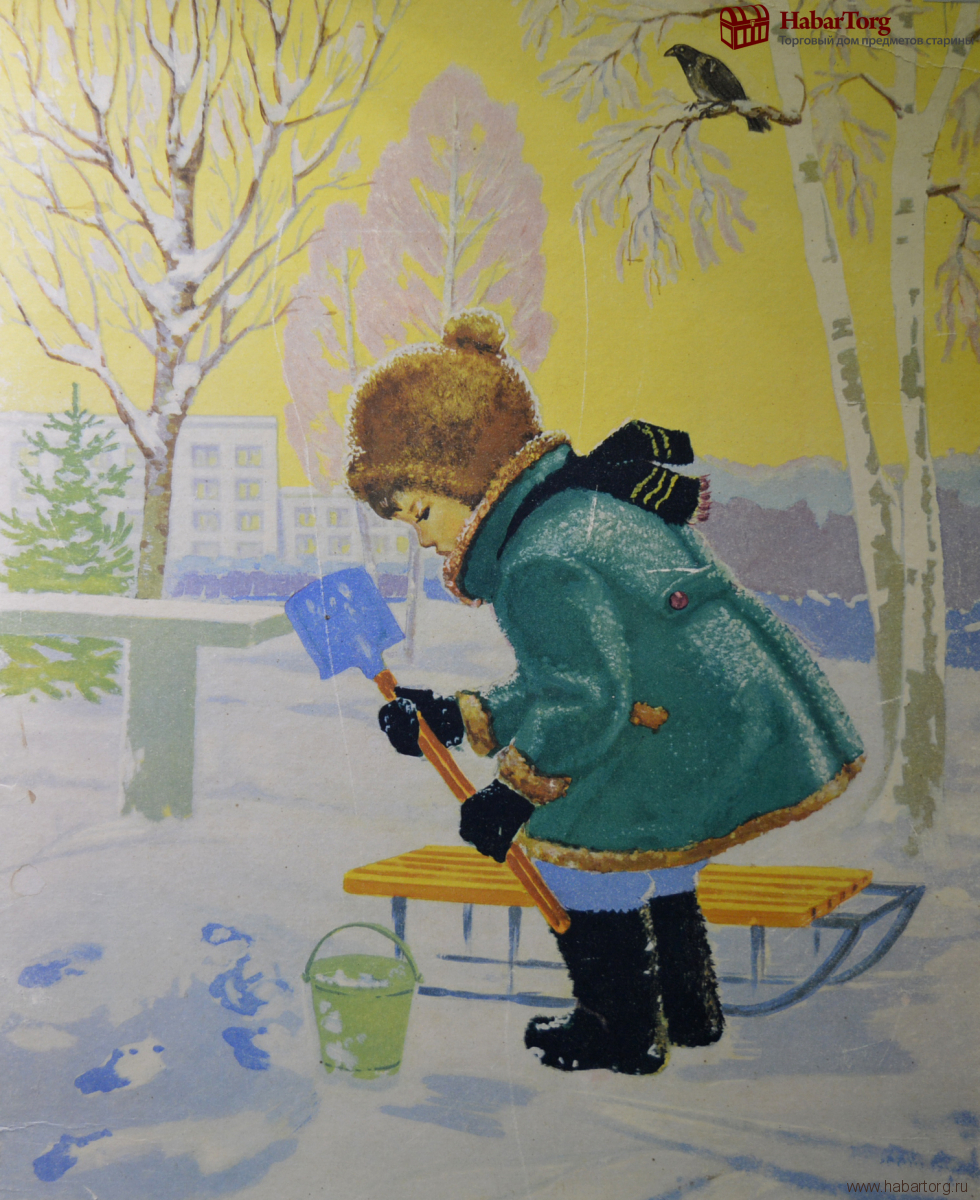 HabarTorg
Торговый дом предметов старины
www.habartorg.ru